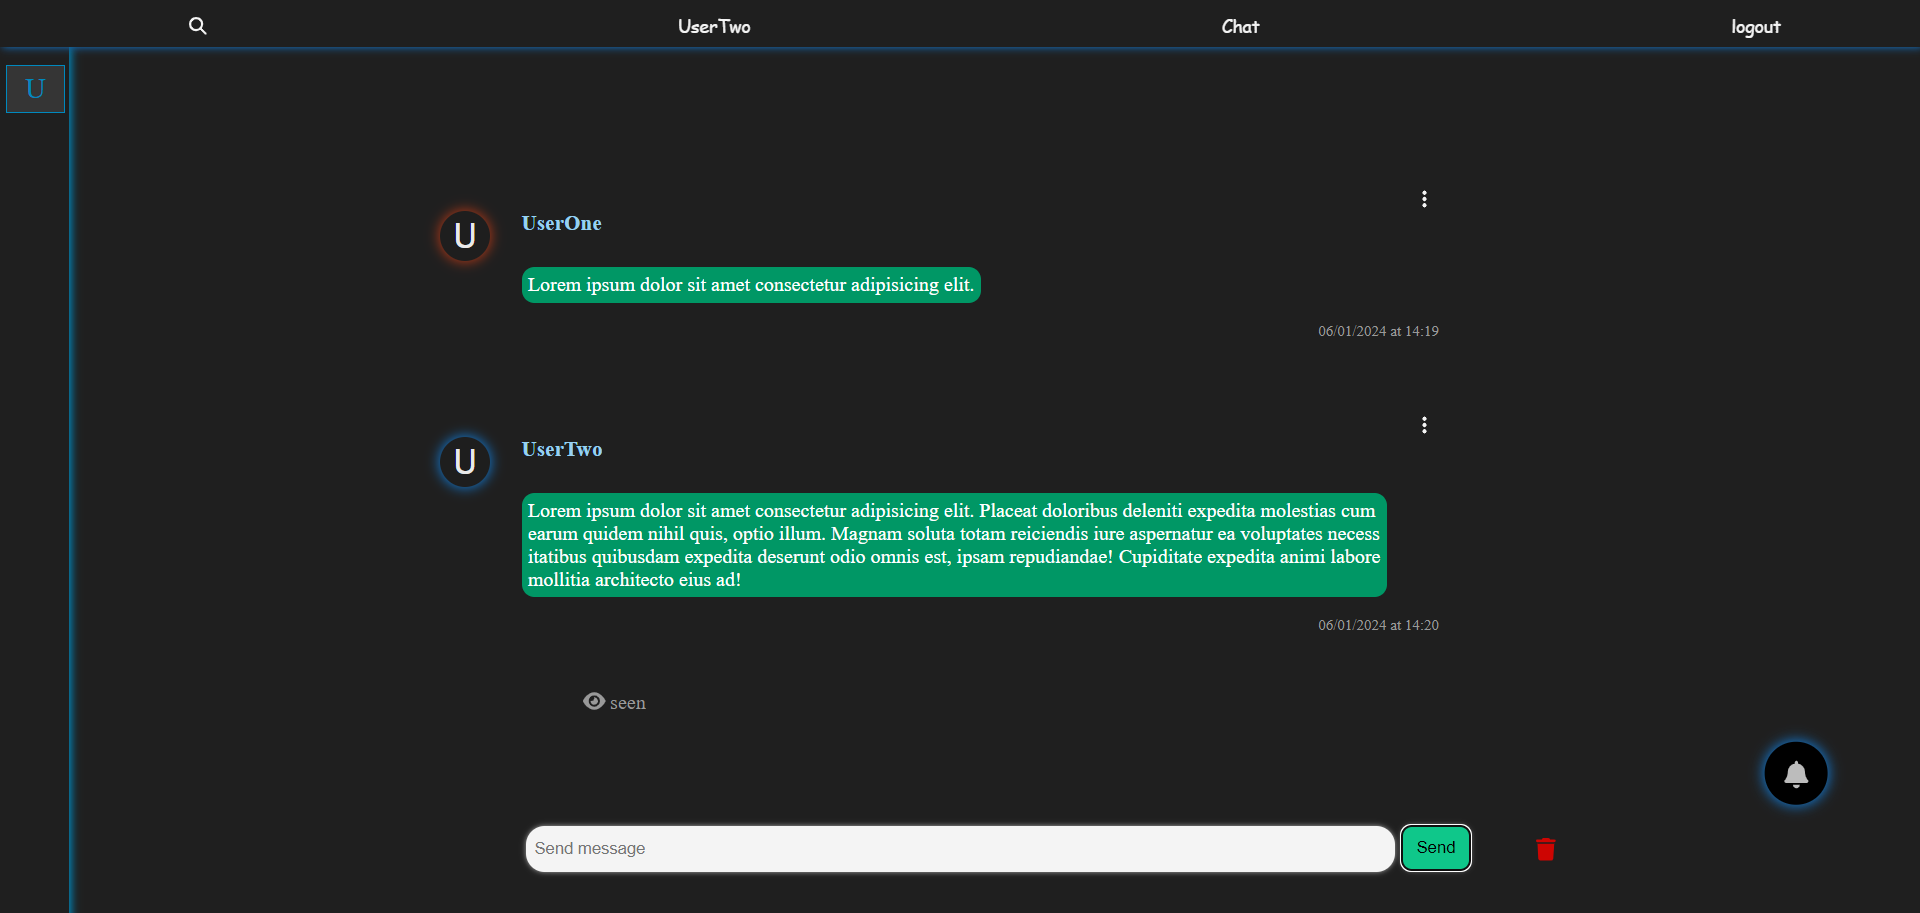 UserTwo
Chat
logout
U
U
UserOne
Lorem ipsum dolor sit amet consectetur adipisicing elit.
06/01/2024 at 14:19
U
UserTwo
Lorem ipsum dolor sit amet consectetur adipisicing elit. Placeat doloribus deleniti expedita molestias cum
earum quidem nihil quis, optio illum. Magnam soluta totam reiciendis iure aspernatur ea voluptates necess
itatibus quibusdam expedita deserunt odio omnis est, ipsam repudiandae! Cupiditate expedita animi labore
mollitia architecto eius ad!
06/01/2024 at 14:20
seen
Send message
Send